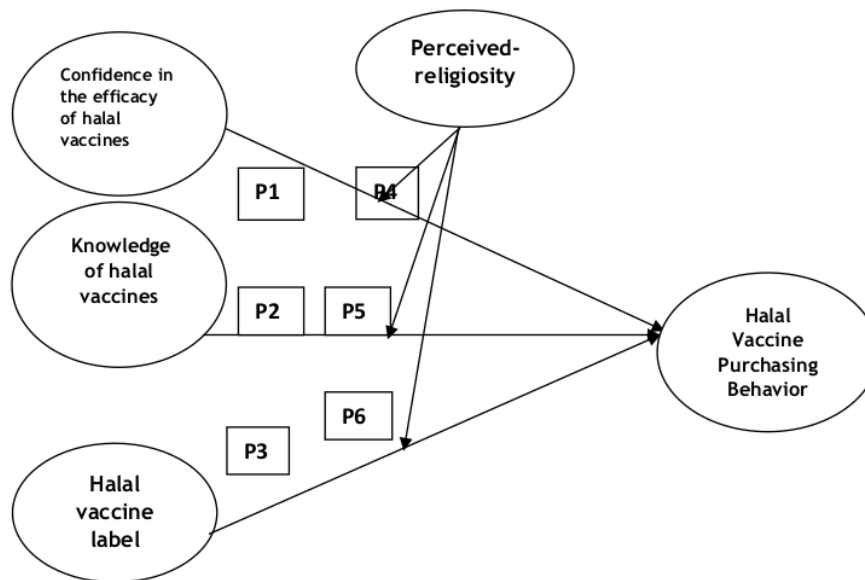 Perceived-
religiosity
Confidence in
the efficacy
of halal
vaccines
P1
P4
Knowledge
of halal
vaccines
P2
P5
Halal
Vaccine
Purchasing
Behavior
P6
P3
Halal
vaccine
label